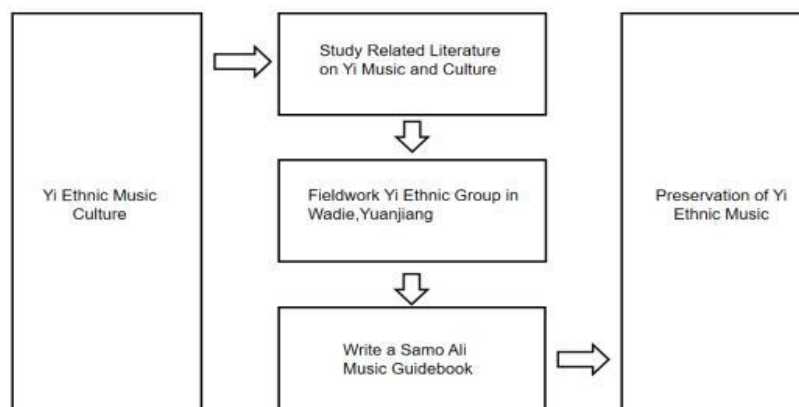 Yi Ethnic Music
Culture
Study Related Literature
on Yi Music and Culture
Fieldwork Yi Ethnic Group in
Wadie,Yuanjiang
Write a Samo Ali
Music Guidebook
Preservation of Yi
Ethnic Music